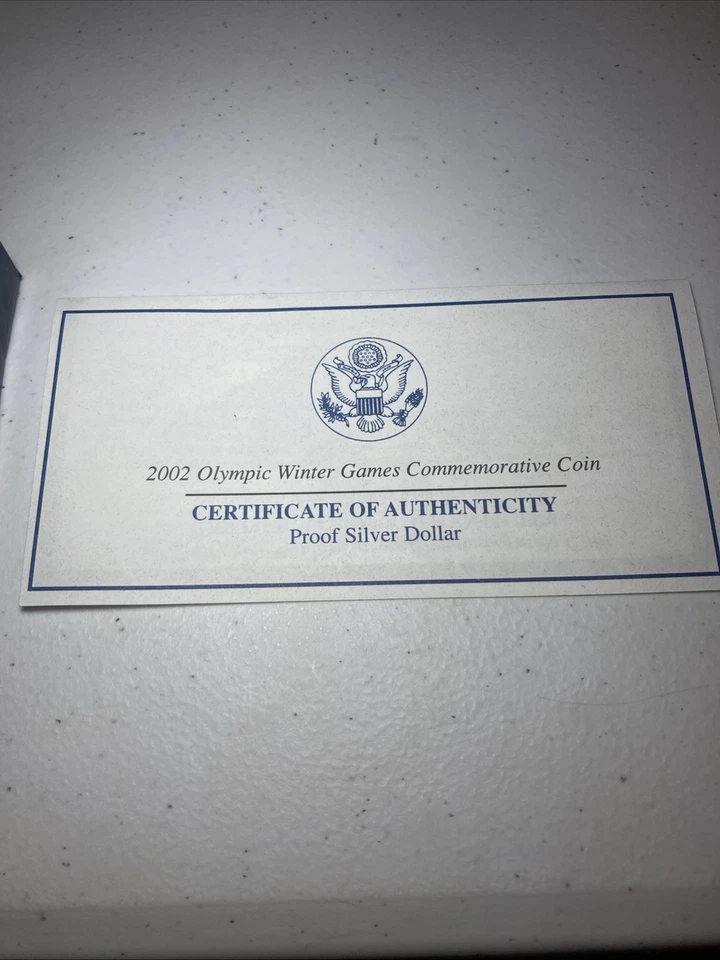 2002 Olympic Winter Games Commemorative Coin
CERTIFICATE OF AUTHENTICITY
Proof Silver Dollar